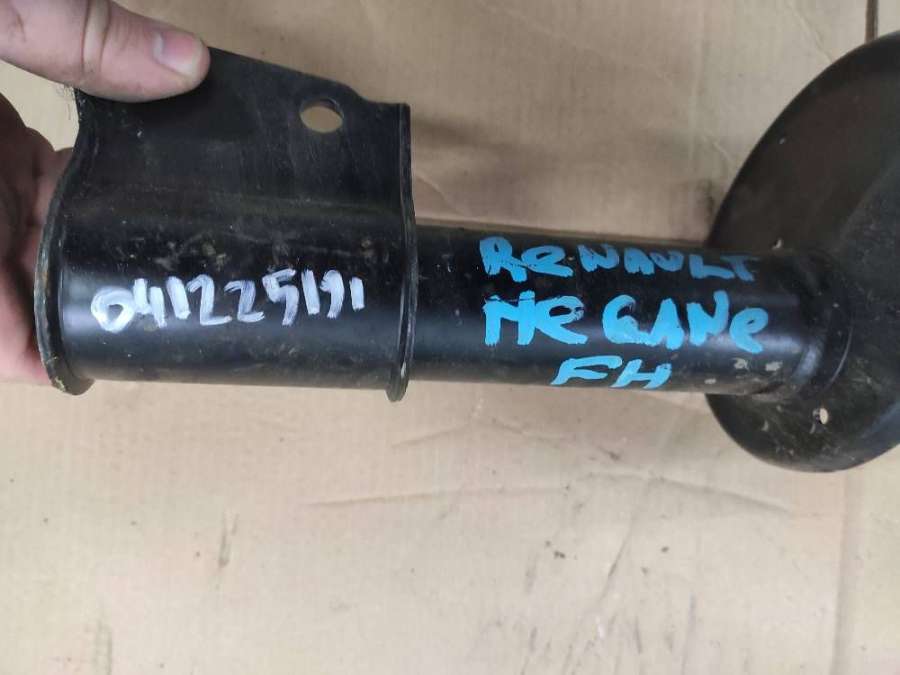 041225191
ReNAULT
MeGANe
FH